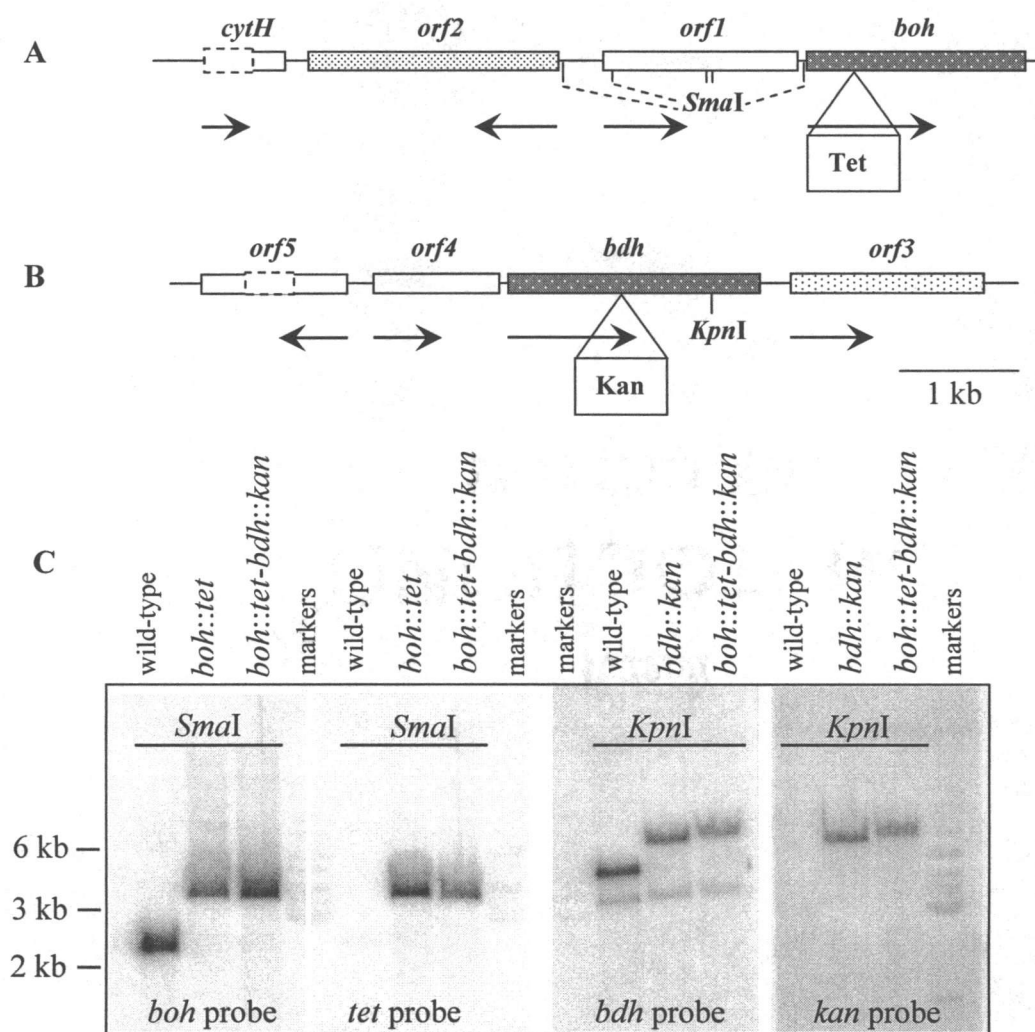 A
cytH orf2 orf1 boh
SmaI
Tet
B
orf5 orf4 bdh orf3
KpnI
Kan
1 kb
C
wild-type
boh::tet
boh::tet-bdh::kan
markers
wild-type
boh::tet
boh::tet-bdh::kan
markers
markers
wild-type
bdh::kan
boh::tet-bdh::kan
wild-type
bdh::kan
boh::tet-bdh::kan
markers
SmaI SmaI KpnI KpnI
6 kb
3 kb
2 kb
boh probe tet probe bdh probe kan probe